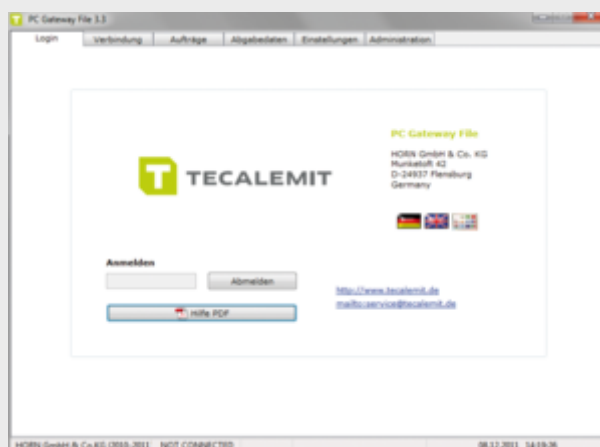 PC Gateway File 3.3
Login Verbindung Aufträge Abgabedaten Einstellungen Administration
TECALEMIT
PC Gateway File
HORN GmbH & Co. KG
Munketoft 42
D-24937 Flensburg
Germany
Anmelden
Abmelden
Hilfe PDF
http://www.tecalemit.de
mailto:service@tecalemit.de
HORN GmbH & Co.KG (2010-2011 NOT CONNECTED 08.12.2011 14:19:26